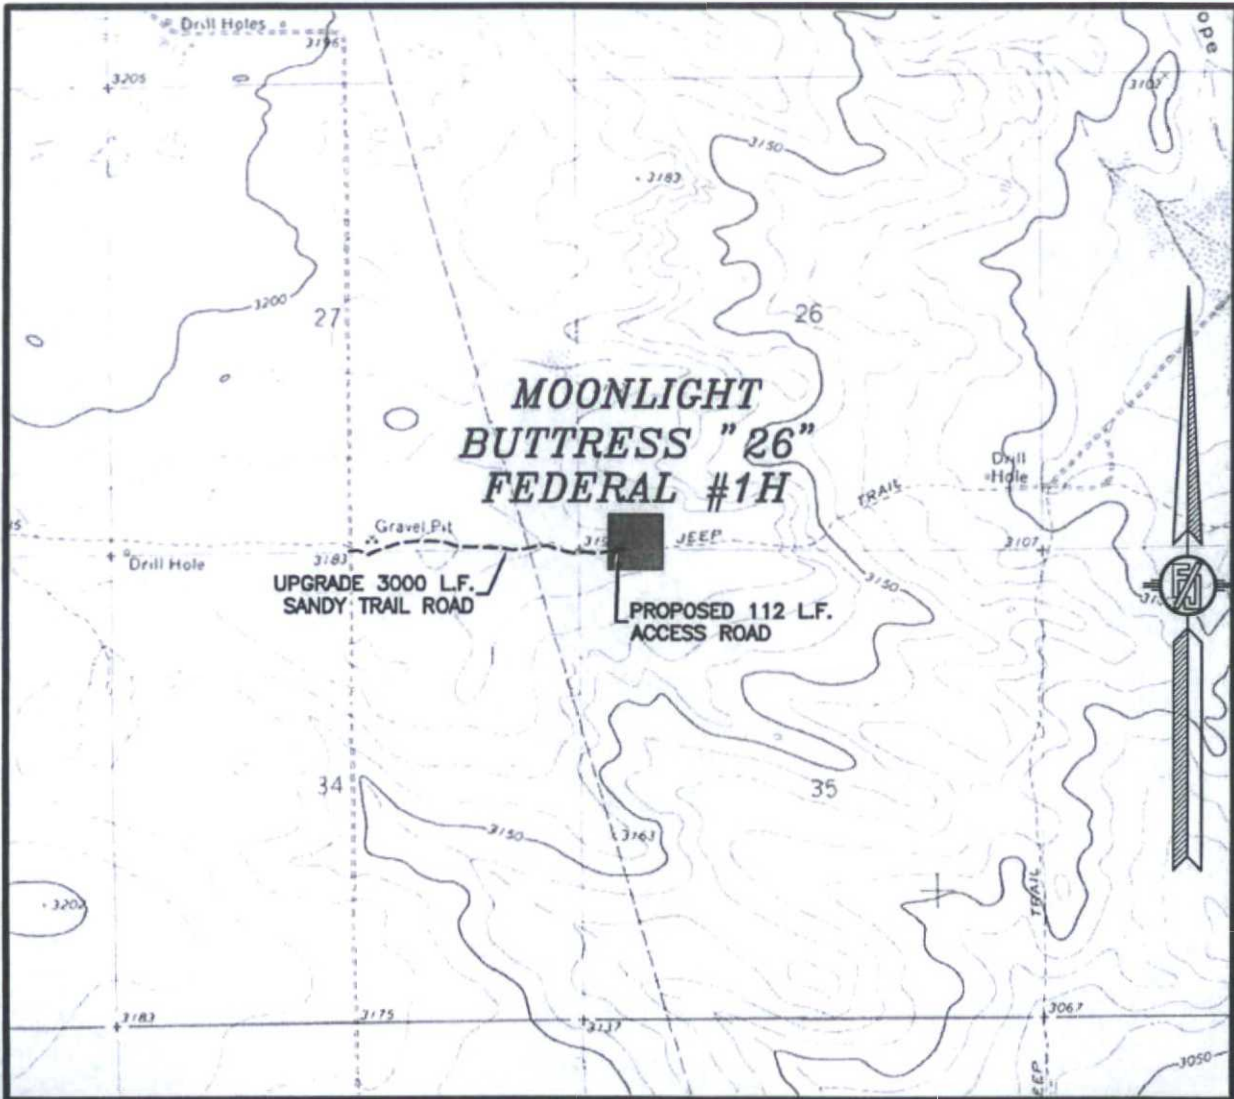 Drill Holes
3196
3205
3102
3150
3183
3200
27
26
MOONLIGHT
BUTTRESS "26"
FEDERAL #1H
Drill
Hole
TRAIL
JEEP
Gravel Pit
3183
Drill Hole
3107
UPGRADE 3000 L.F.
SANDY TRAIL ROAD
PROPOSED 112 L.F.
ACCESS ROAD
3150
34
35
3150
3163
3202
TRAIL
3183
3175
3137
3067
3050